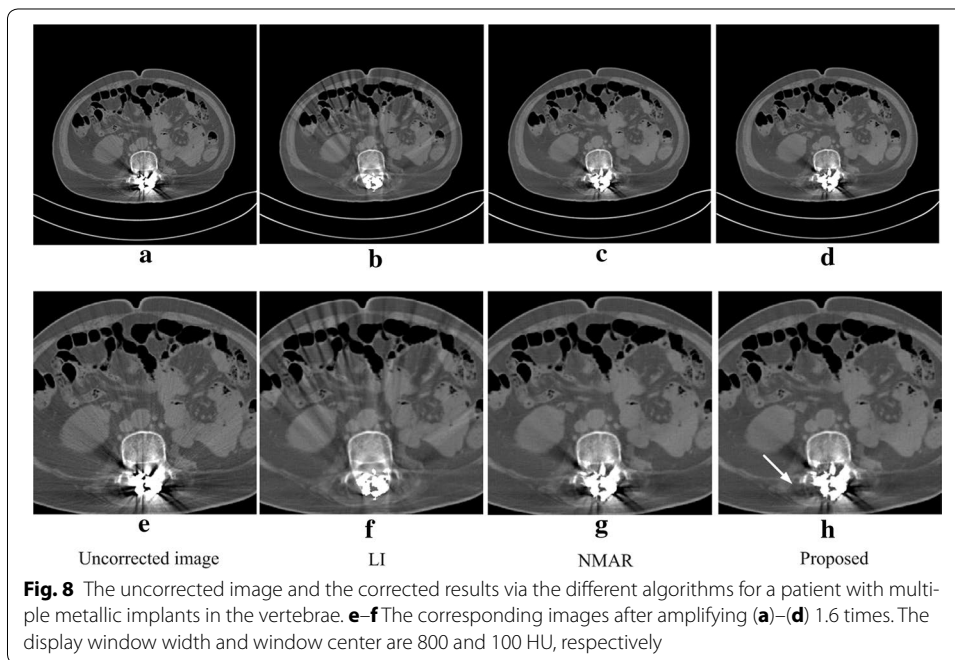 a b c d
e f g h
Uncorrected image LI NMAR Proposed
Fig. 8 The uncorrected image and the corrected results via the different algorithms for a patient with multi-
ple metallic implants in the vertebrae. e–f The corresponding images after amplifying (a)–(d) 1.6 times. The
display window width and window center are 800 and 100 HU, respectively